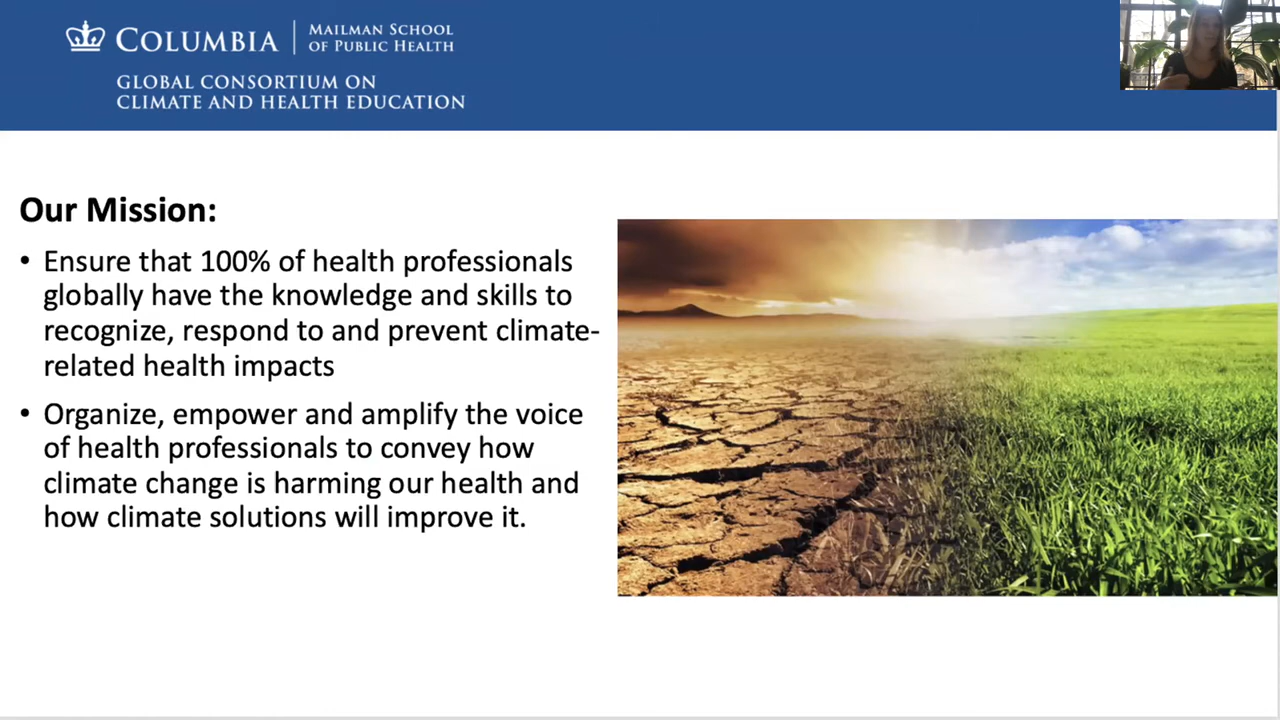 COLUMBIA
MAILMAN SCHOOL
OF PUBLIC HEALTH
GLOBAL CONSORTIUM ON
CLIMATE AND HEALTH EDUCATION
Our Mission:
• Ensure that 100% of health professionals
globally have the knowledge and skills to
recognize, respond to and prevent climate-
related health impacts
• Organize, empower and amplify the voice
of health professionals to convey how
climate change is harming our health and
how climate solutions will improve it.